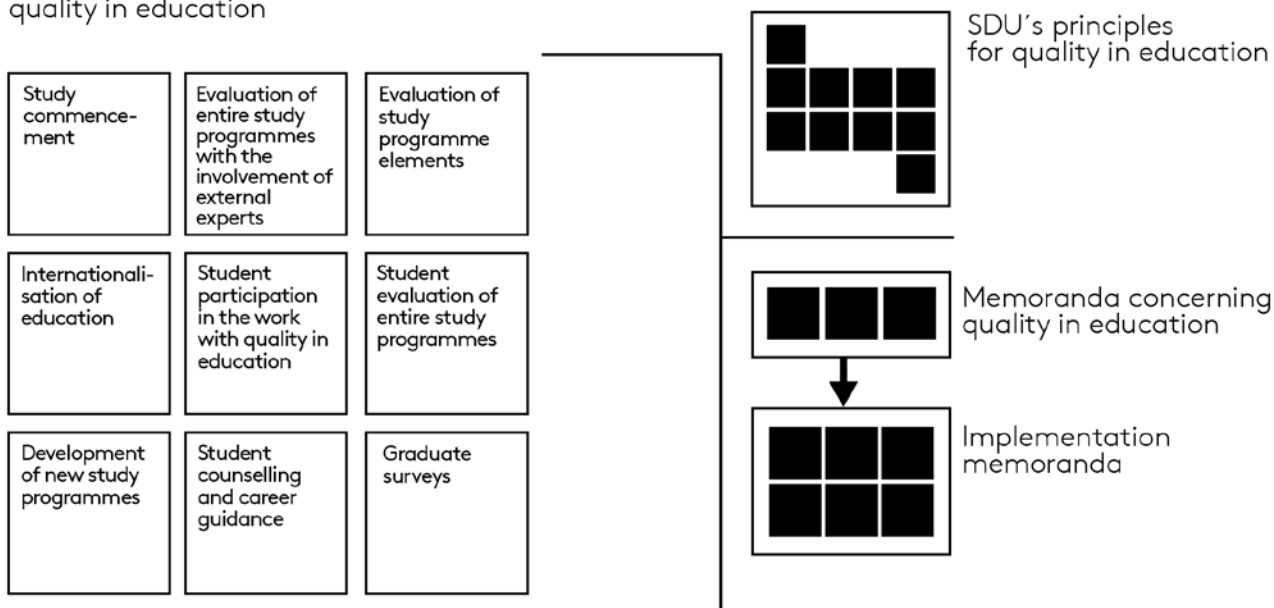 quality in education
Study
commence-
ment
Evaluation of
entire study
programmes
with the
involvement of
external
experts
Evaluation of
study
programme
elements
Internationali-
sation of
education
Student
participation
in the work
with quality in
education
Student
evaluation of
entire study
programmes
Development
of new study
programmes
Student
counselling
and career
guidance
Graduate
surveys
SDU's principles
for quality in education
Memoranda concerning
quality in education
Implementation
memoranda